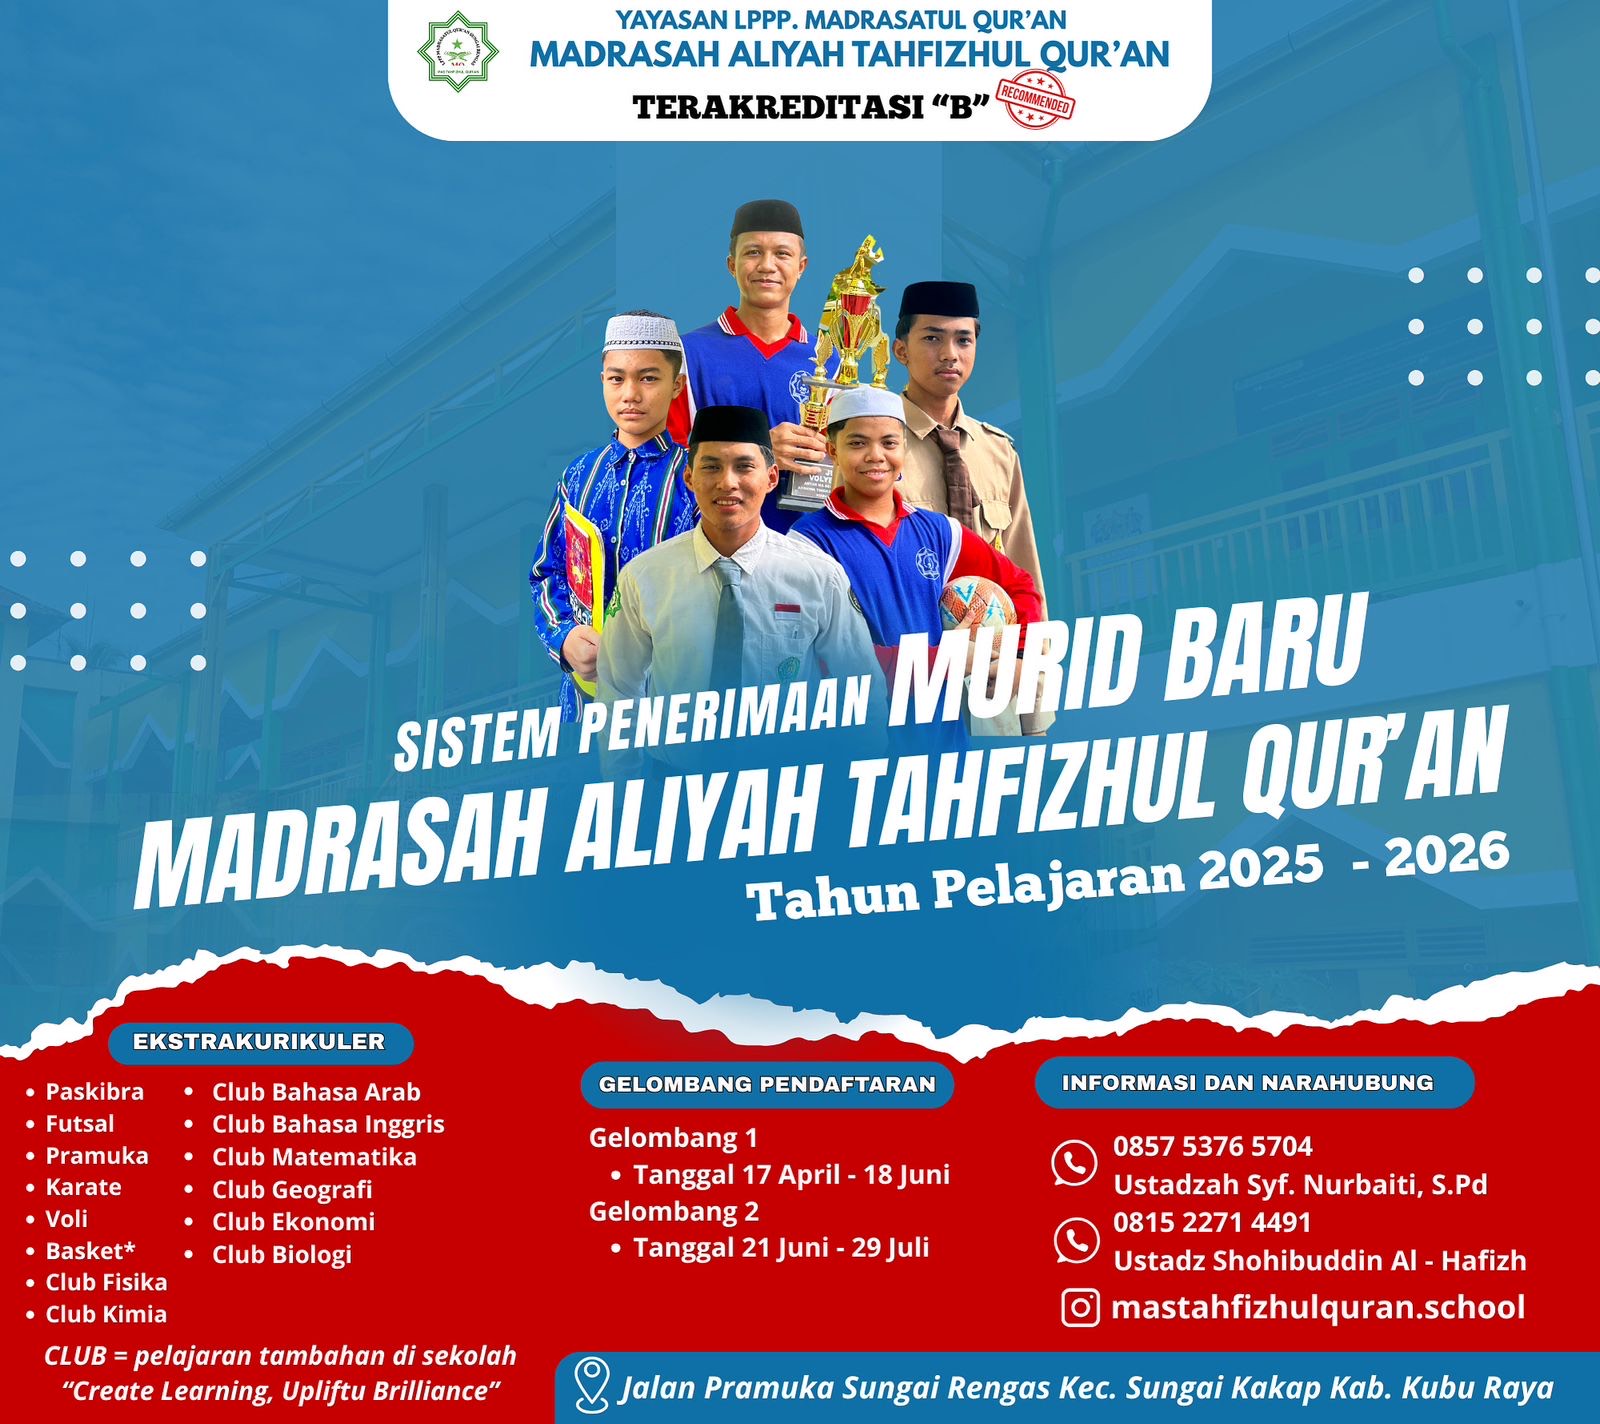 YAYASAN LPPP. MADRASATUL QUR'AN
MADRASAH ALIYAH TAHFIZHUL QUR'AN
TERAKREDITASI “B”
RECOMMENDED
SISTEM PENERIMAAN MURID BARU
MADRASAH ALIYAH TAHFIZHUL QUR'AN
Tahun Pelajaran 2025 - 2026
EKSTRAKURIKULER
• Paskibra
• Futsal
• Pramuka
• Karate
• Voli
• Basket*
• Club Fisika
• Club Kimia
• Club Bahasa Arab
• Club Bahasa Inggris
• Club Matematika
• Club Geografi
• Club Ekonomi
• Club Biologi
CLUB = pelajaran tambahan di sekolah
“Create Learning, Upliftu Brilliance”
GELOMBANG PENDAFTARAN
Gelombang 1
• Tanggal 17 April - 18 Juni
Gelombang 2
• Tanggal 21 Juni - 29 Juli
INFORMASI DAN NARAHUBUNG
0857 5376 5704
Ustadzah Syf. Nurbaiti, S.Pd
0815 2271 4491
Ustadz Shohibuddin Al - Hafizh
mastahfizhulquran.school
Jalan Pramuka Sungai Rengas Kec. Sungai Kakap Kab. Kubu Raya